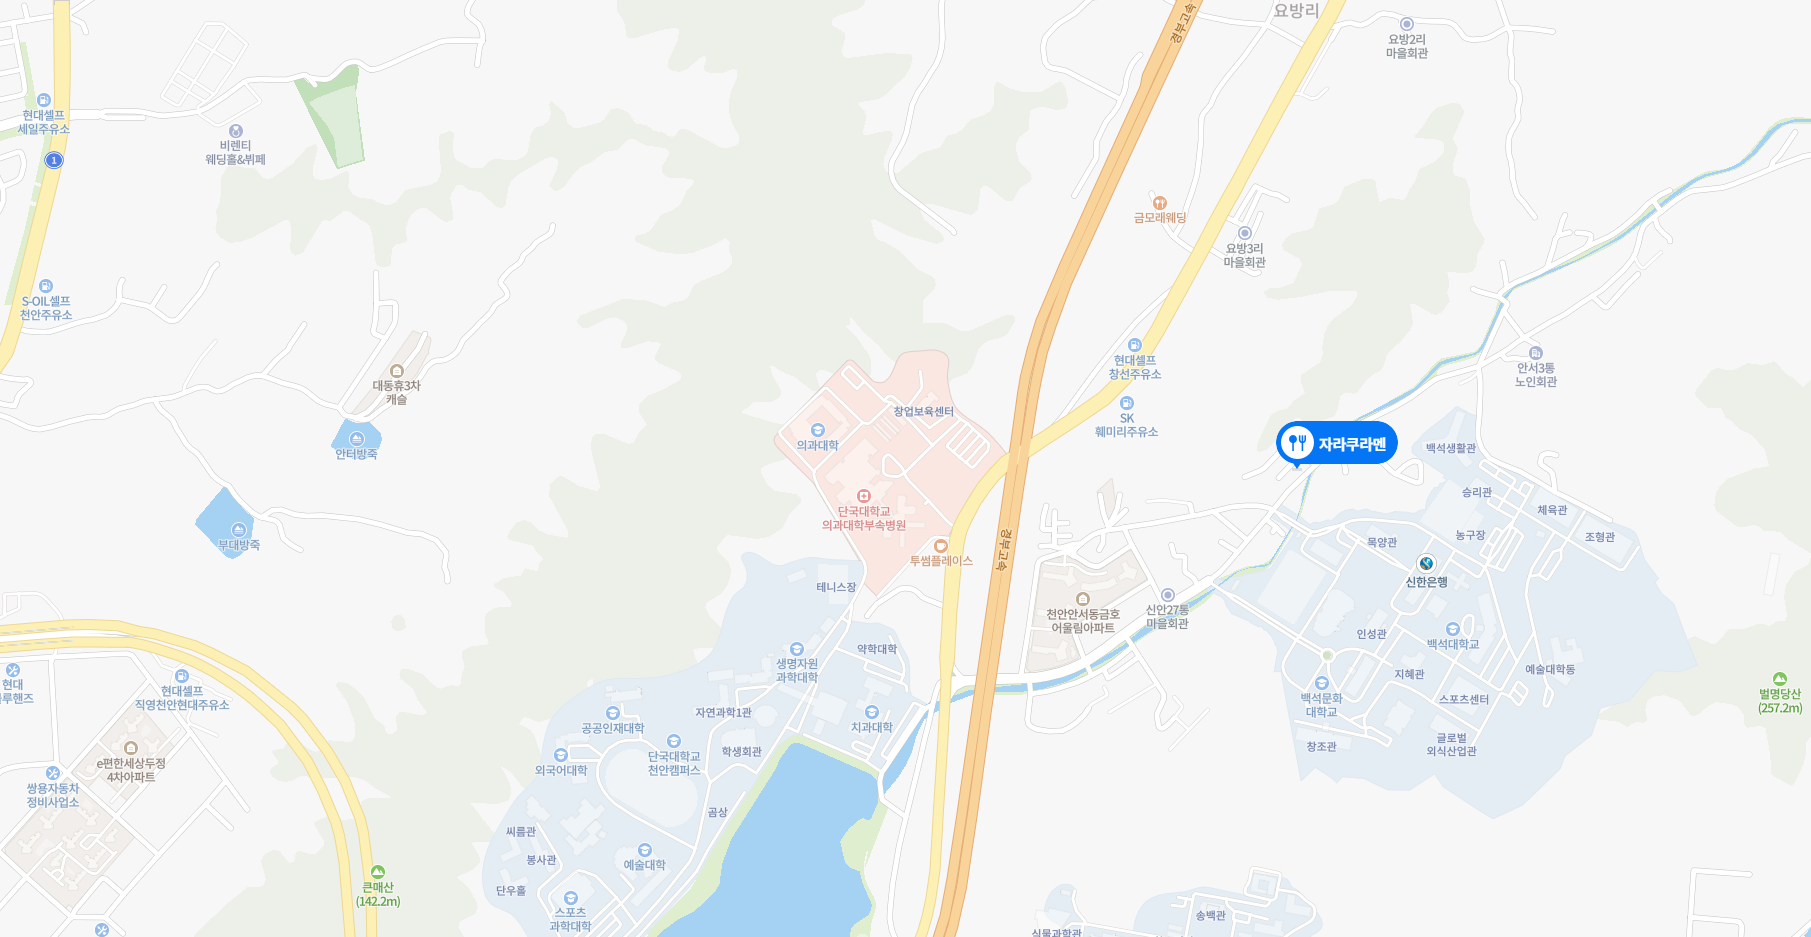 요방리
경부고속
요방2리
마을회관
현대셀프
세일주유소
비렌티
웨딩홀&뷔페
1
금모래웨딩
요방3리
마을회관
S-OIL셀프
천안주유소
현대셀프
창선주유소
안서3통
노인회관
대동휴3차
캐슬
SK
훼미리주유소
창업보육센터
의과대학
안터방죽
자라쿠라멘
백석생활관
승리관
단국대학교
의과대학부속병원
체육관
부대방죽
농구장
조형관
목양관
경부고속
투썸플레이스
신한은행
테니스장
천안안서동금호
어울림아파트
신안27통
마을회관
인성관
백석대학교
약학대학
생명자원
과학대학
예술대학동
지혜관
현대
루핸즈
현대셀프
직영천안현대주유소
백석문화
대학교
스포츠센터
벌명당산
(257.2m)
자연과학1관
치과대학
공공인재대학
학생회관
글로벌
외식산업관
창조관
단국대학교
천안캠퍼스
외국어대학
e편한세상두정
4차아파트
쌍용자동차
정비사업소
곰상
씨름관
봉사관
예술대학
큰매산
(142.2m)
단우홀
스포츠
과학대학
송백관
식물과학관